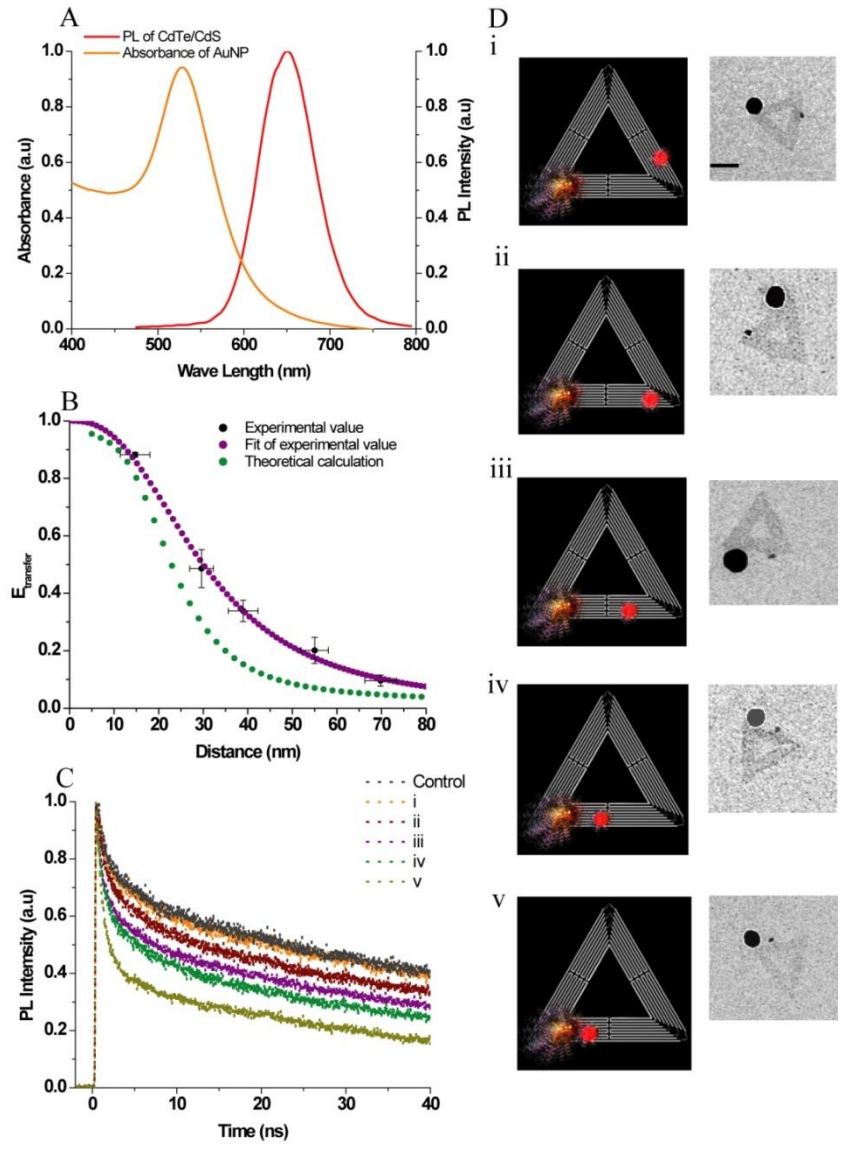 A
PL of CdTe/CdS
Absorbance of AuNP
1.0
0.8
0.6
0.4
0.2
0.0
Absorbance (a.u)
1.0
0.8
0.6
0.4
0.2
0.0
PL Intensity (a.u)
400 500 600 700 800
Wave Length (nm)
B
Experimental value
Fit of experimental value
Theoretical calculation
1.0
0.8
0.6
0.4
0.2
0.0
E_transfer
0 10 20 30 40 50 60 70 80
Distance (nm)
C
Control
i
ii
iii
iv
v
1.0
0.8
0.6
0.4
0.2
0.0
PL Intemsity (a.u)
0 10 20 30 40
Time (ns)
D
i
ii
iii
iv
v